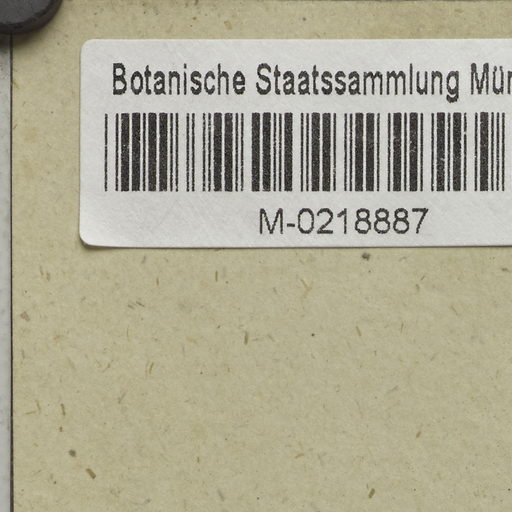 Botanische Staatssammlung Mün
M-0218887